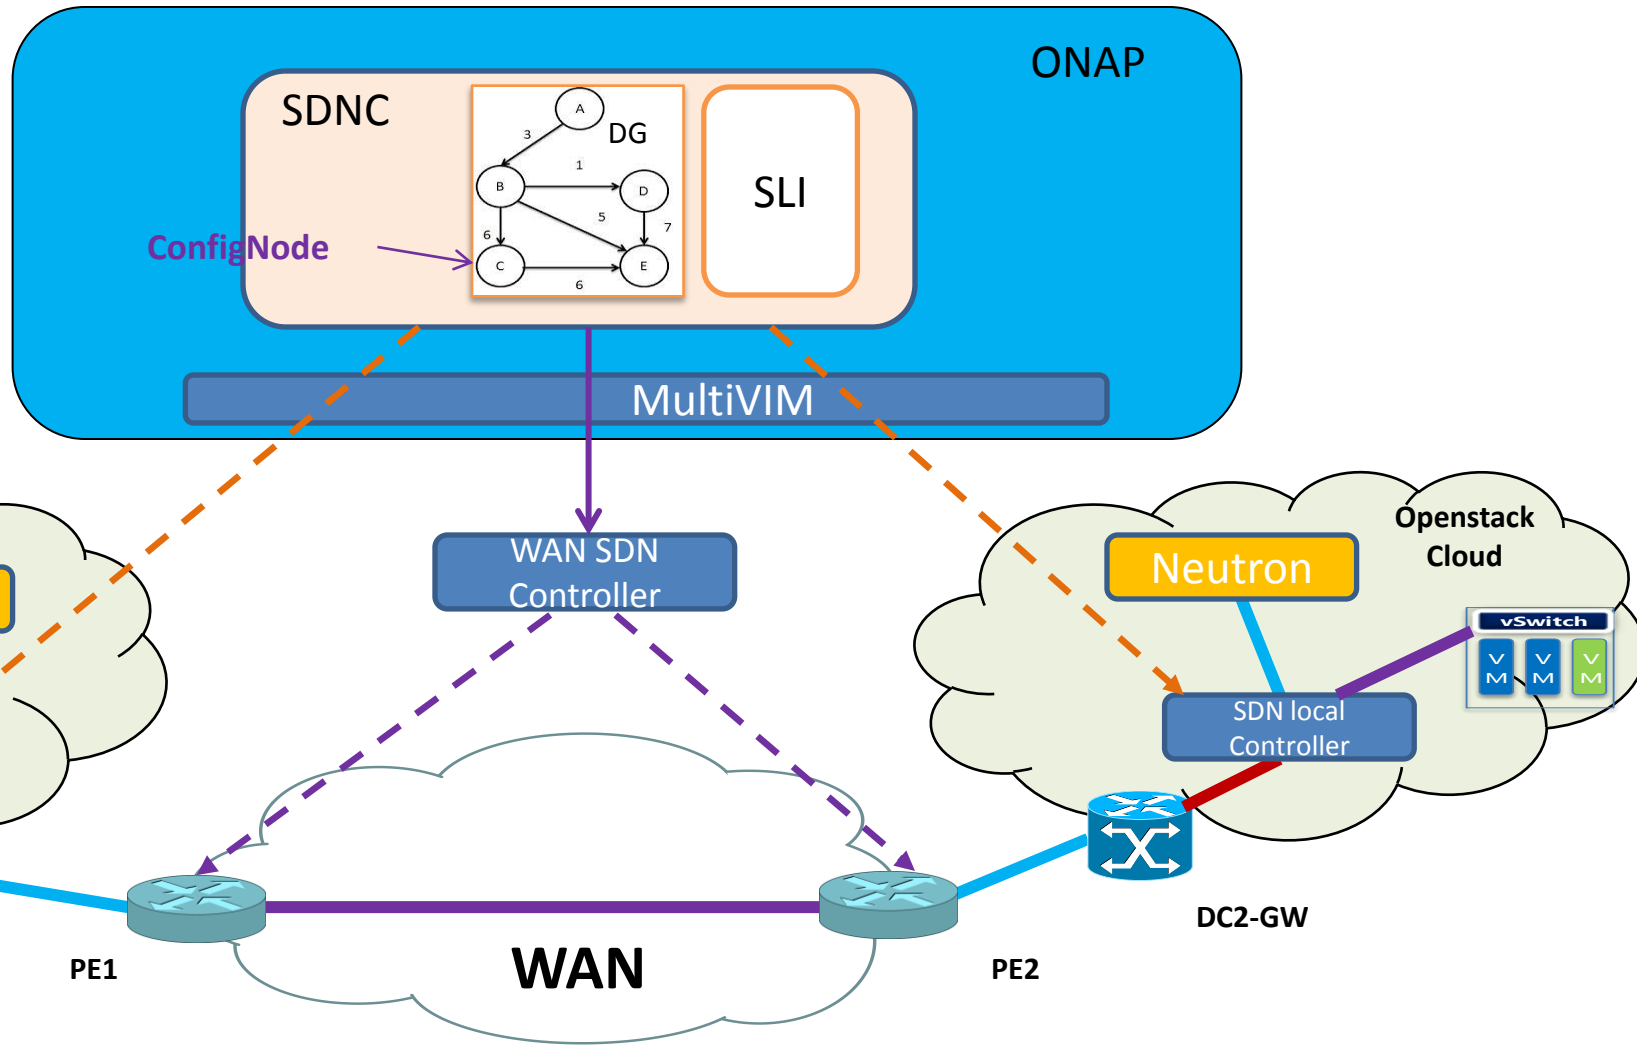 ONAP
SDNC
A
DG
3
1
B
D
SLI
5
7
6
ConfigNode
C
E
6
MultiVIM
Openstack
Cloud
WAN SDN
Controller
Neutron
vSwitch
V
M
V
M
V
M
SDN local
Controller
DC2-GW
WAN
PE1
PE2